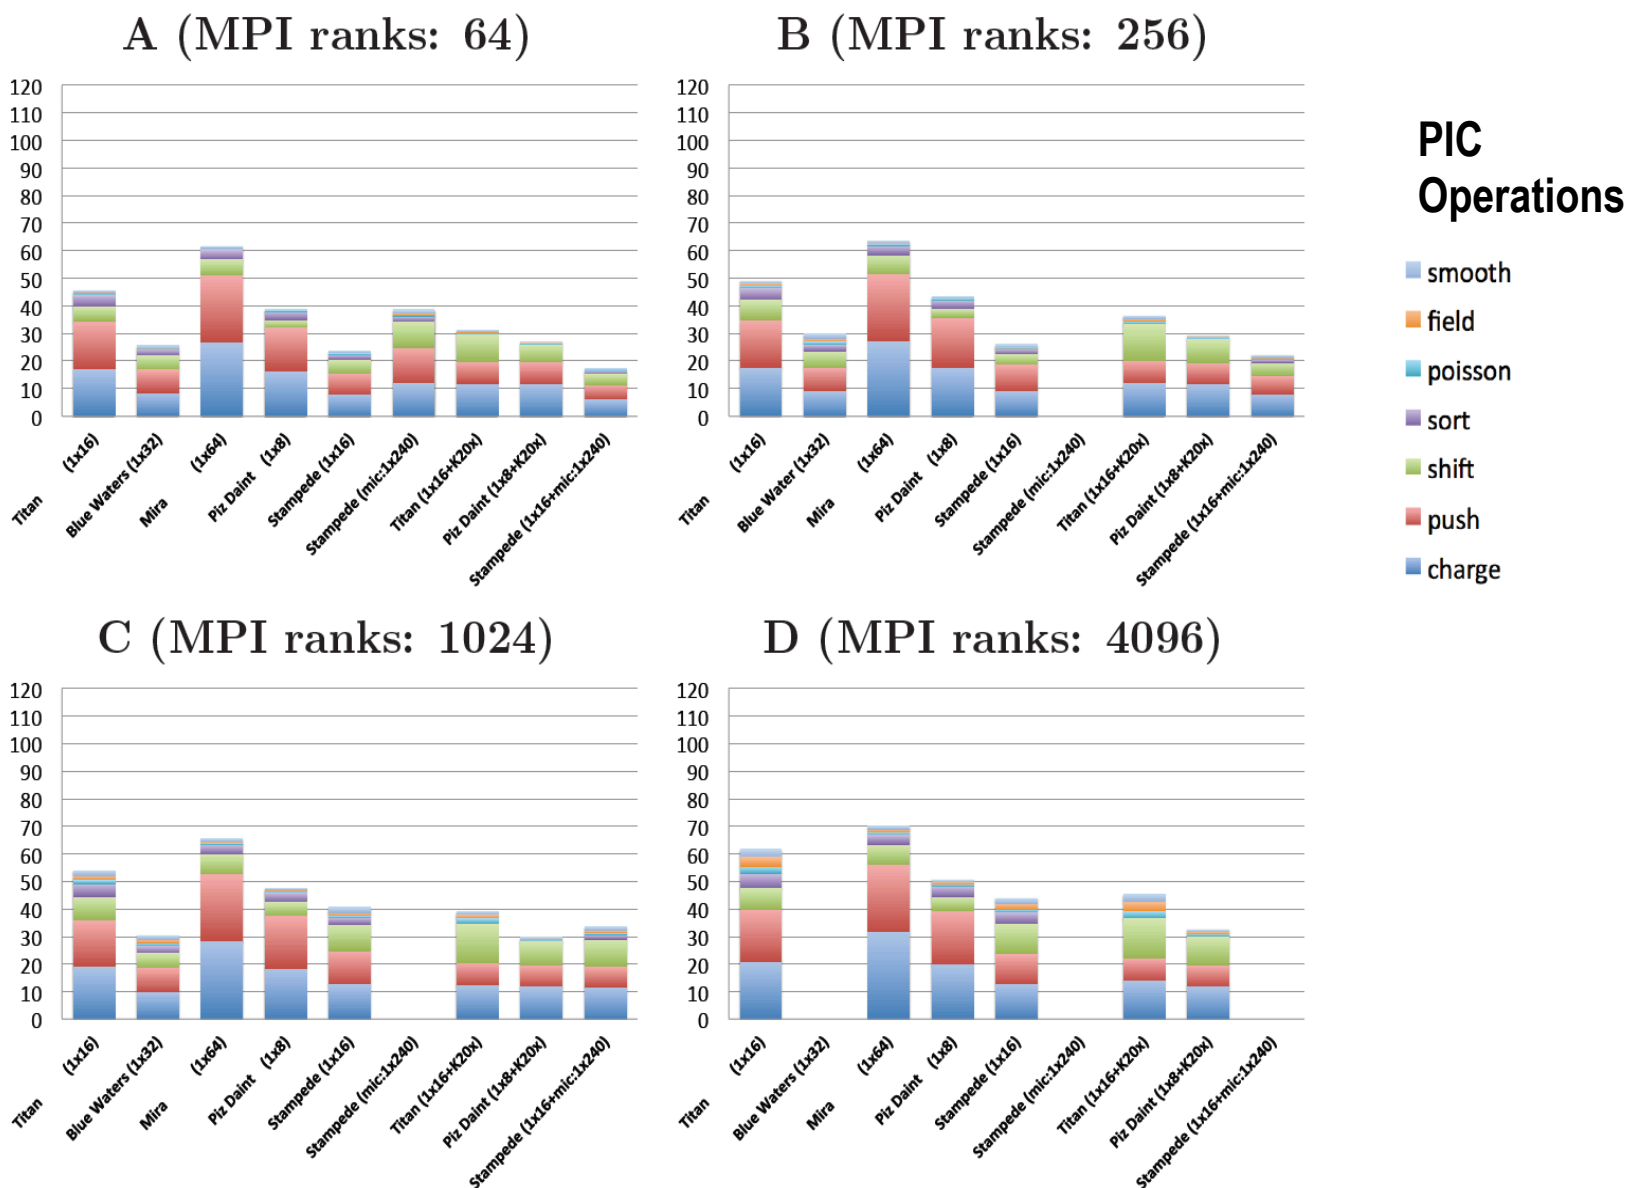 A (MPI ranks: 64)
120
110
100
90
80
70
60
50
40
30
20
10
0
Titan (1x16)
Blue Waters (1x32)
Mira (1x64)
Piz Daint (1x8)
Stampede (1x16)
Stampede (mic:1x240)
Titan (1x16+K20x)
Piz Daint (1x8+K20x)
Stampede (1x16+mic:1x240)
B (MPI ranks: 256)
120
110
100
90
80
70
60
50
40
30
20
10
0
Titan (1x16)
Blue Water (1x32)
Mira (1x64)
Piz Daint (1x8)
Stampede (1x16)
Stampede (mic:1x240)
Titan (1x16+K20x)
Piz Daint (1x8+K20x)
Stampede (1x16+mic:1x240)
PIC
Operations
smooth
field
poisson
sort
shift
push
charge
C (MPI ranks: 1024)
120
110
100
90
80
70
60
50
40
30
20
10
0
Titan (1x16)
Blue Waters (1x32)
Mira (1x64)
Piz Daint (1x8)
Stampede (1x16)
Stampede (mic:1x240)
Titan (1x16+K20x)
Piz Daint (1x8+K20x)
Stampede (1x16+mic:1x240)
D (MPI ranks: 4096)
120
110
100
90
80
70
60
50
40
30
20
10
0
Titan (1x16)
Blue Waters (1x32)
Mira (1x64)
Piz Daint (1x8)
Stampede (1x16)
Stampede (mic:1x240)
Titan (1x16+K20x)
Piz Daint (1x8+K20x)
Stampede (1x16+mic:1x240)